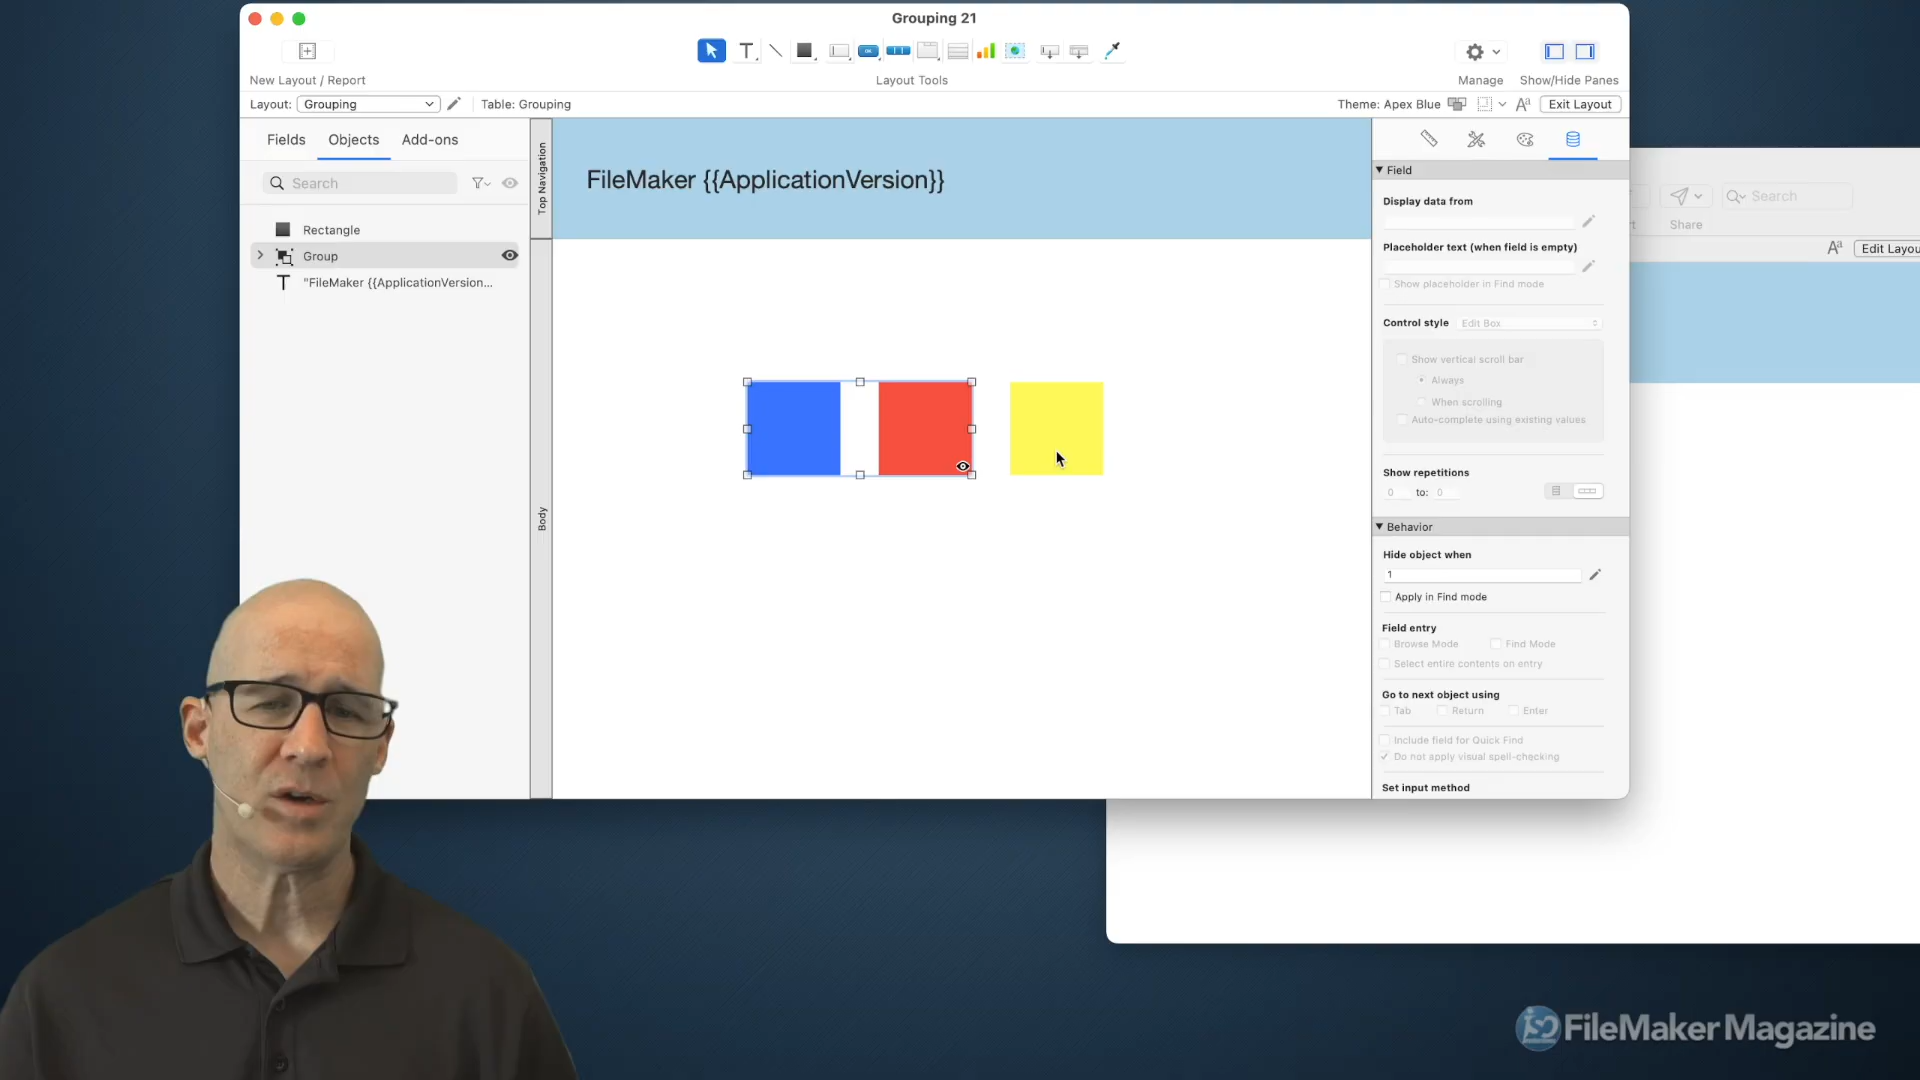 Grouping 21
New Layout / Report
Layout Tools
Manage
Show/Hide Panes
Layout: Grouping
Table: Grouping
Theme: Apex Blue
Aª
Exit Layout
Fields
Objects
Add-ons
Search
Rectangle
Group
"FileMaker {{ApplicationVersion...
Top Navigation
FileMaker {{ApplicationVersion}}
Body
Field
Display data from
Placeholder text (when field is empty)
Show placeholder in Find mode
Control style Edit Box
Show vertical scroll bar
Always
When scrolling
Auto-complete using existing values
Show repetitions
0 to: 0
Behavior
Hide object when
1
Apply in Find mode
Field entry
Browse Mode Find Mode
Select entire contents on entry
Go to next object using
Tab Return Enter
Include field for Quick Find
Do not apply visual spell-checking
Set input method
Search
Share
Aª
Edit Layou
FileMaker Magazine